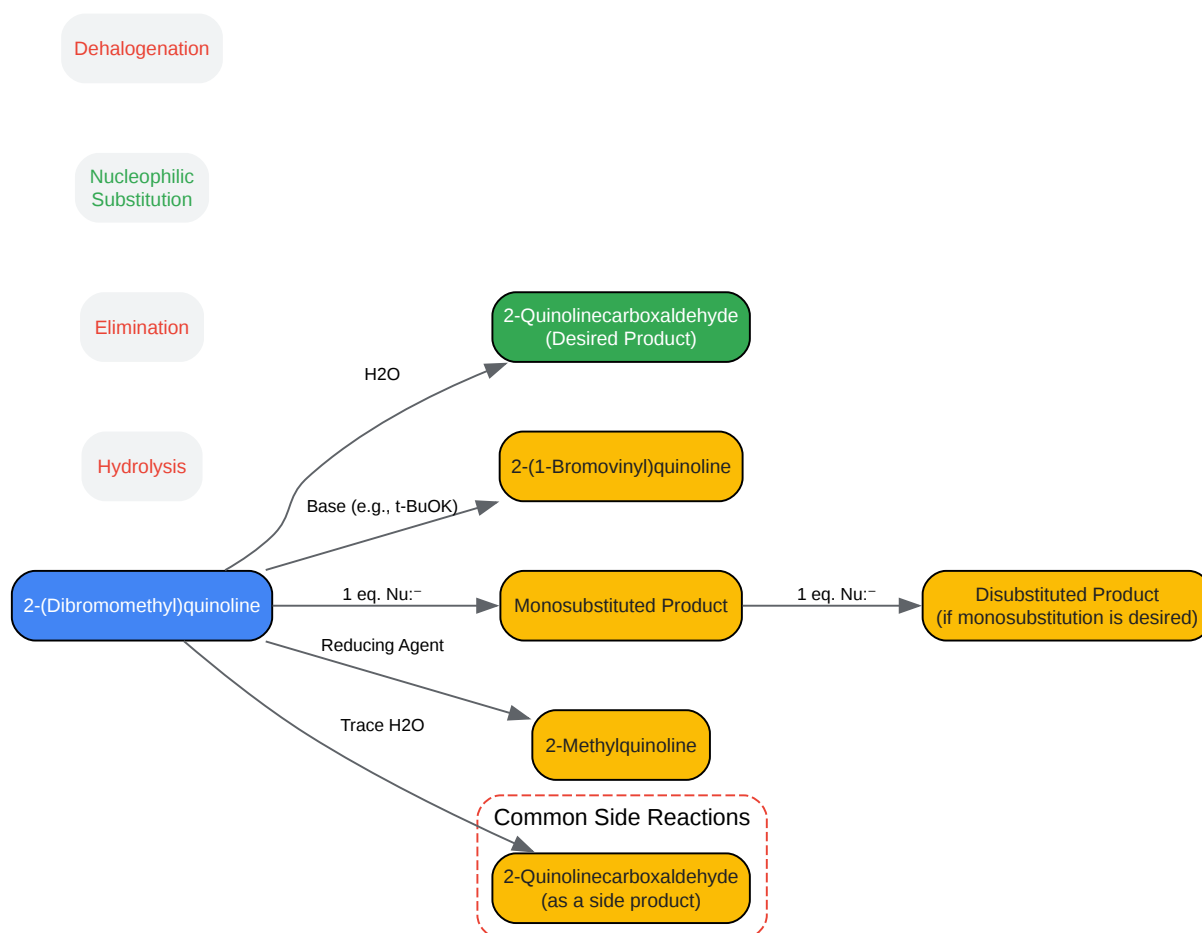 Dehalogenation
Nucleophilic
Substitution
Elimination
2-Quinolinecarboxaldehyde
(Desired Product)
H2O
Hydrolysis
2-(1-Bromovinyl)quinoline
Base (e.g., t-BuOK)
2-(Dibromomethyl)quinoline
1 eq. Nu:⁻
Monosubstituted Product
1 eq. Nu:⁻
Disubstituted Product
(if monosubstitution is desired)
Reducing Agent
Trace H2O
2-Methylquinoline
Common Side Reactions
2-Quinolinecarboxaldehyde
(as a side product)